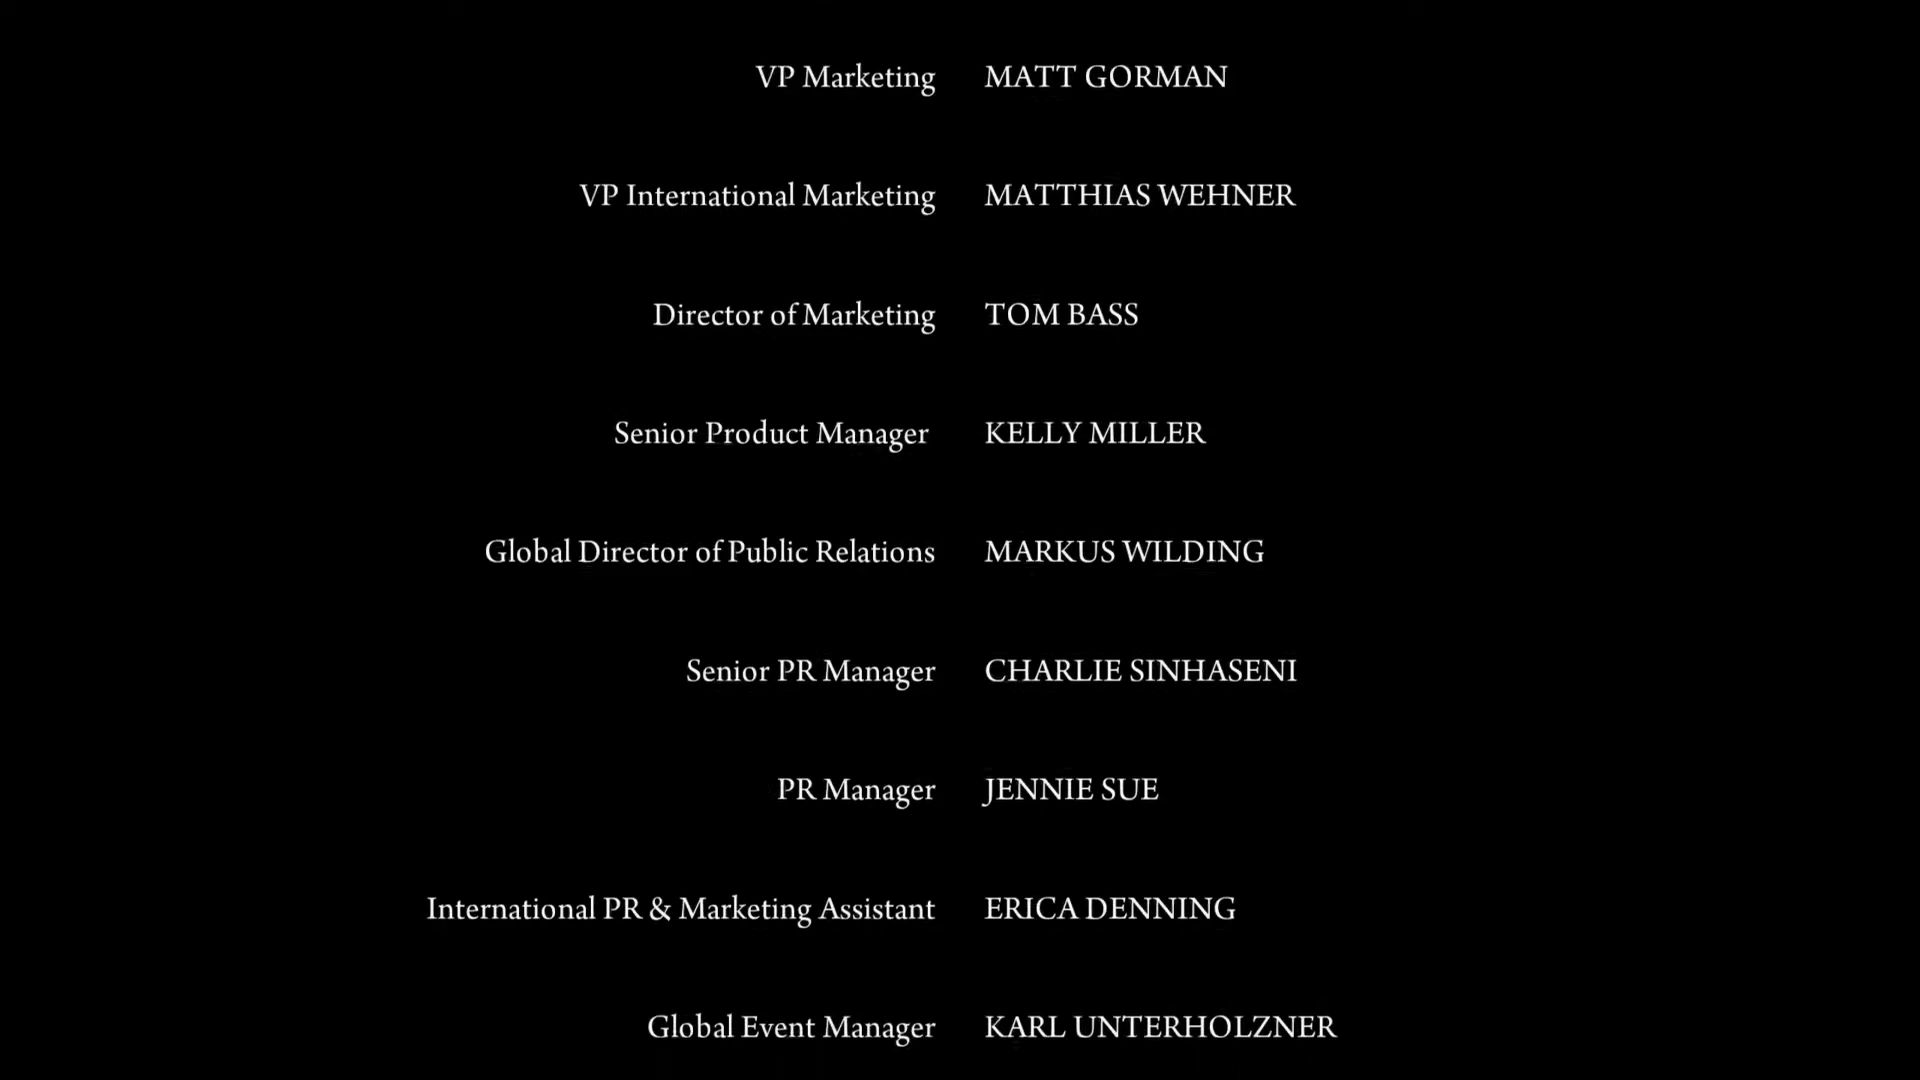 VP Marketing MATT GORMAN
VP International Marketing MATTHIAS WEHNER
Director of Marketing TOM BASS
Senior Product Manager KELLY MILLER
Global Director of Public Relations MARKUS WILDING
Senior PR Manager CHARLIE SINHASENI
PR Manager JENNIE SUE
International PR & Marketing Assistant ERICA DENNING
Global Event Manager KARL UNTERHOLZNER